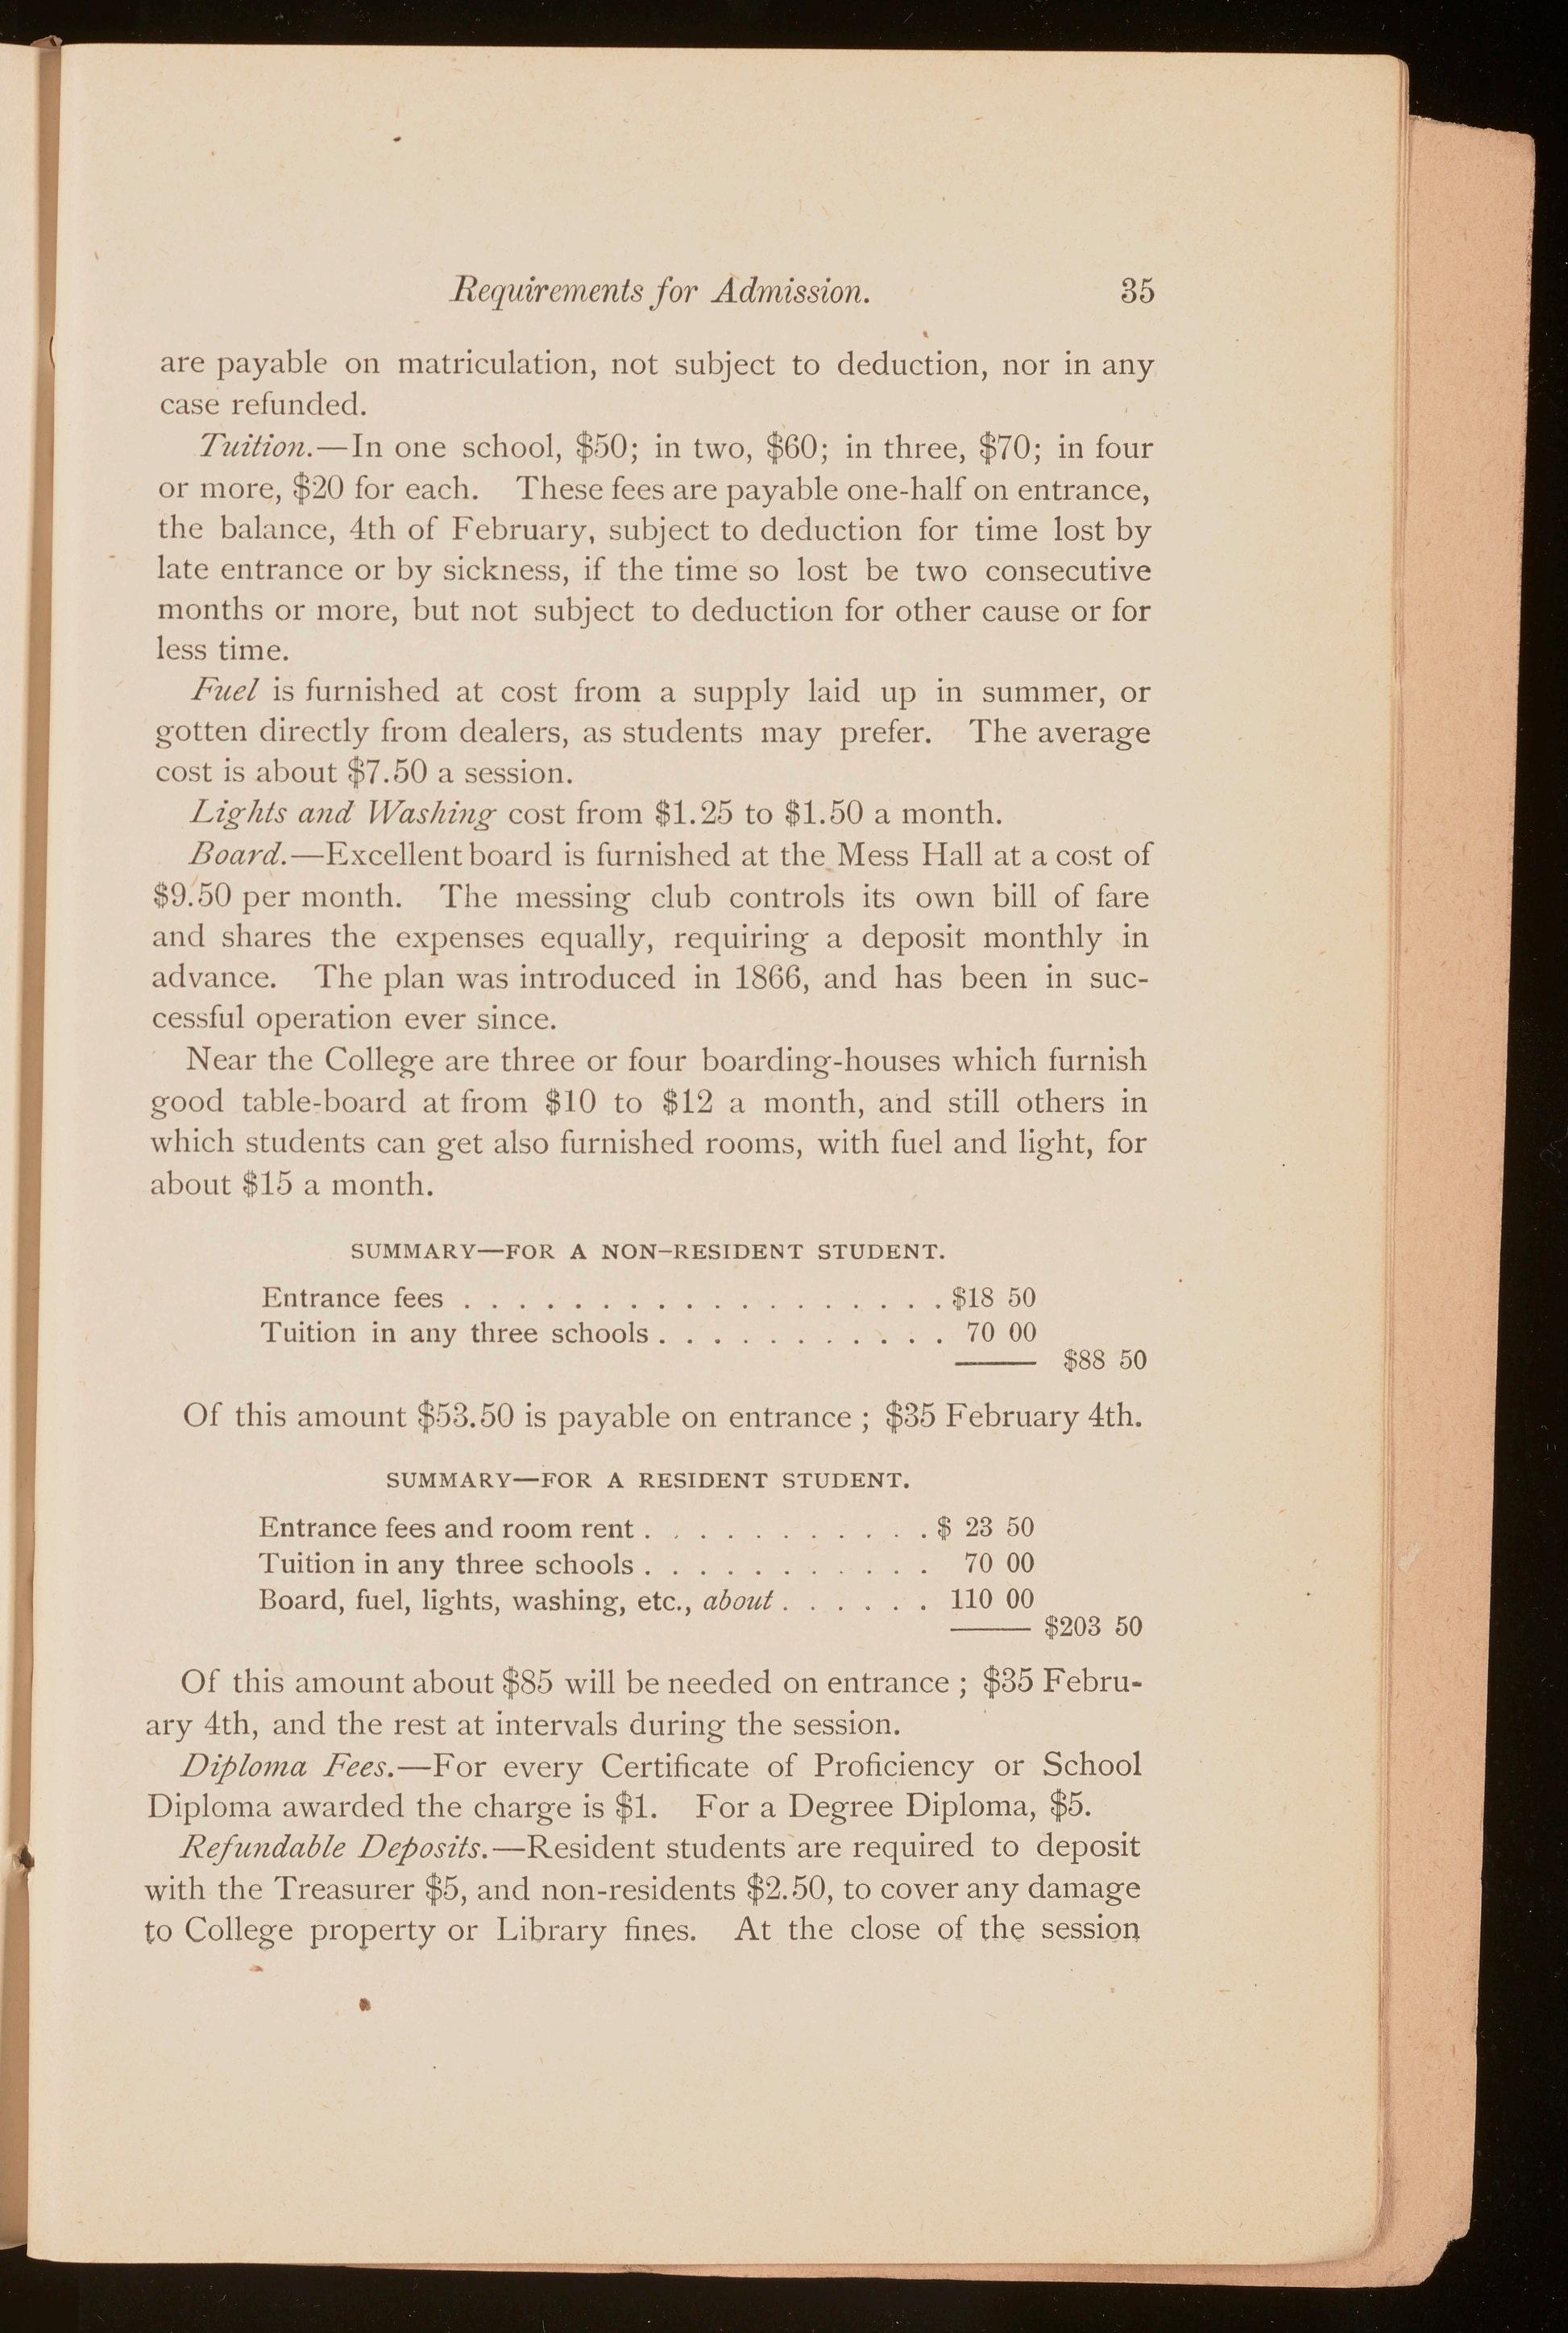 Requirements for Admission. 35
are payable on matriculation, not subject to deduction, nor in any
case refunded.
Tuition.—In one school, $50; in two, $60; in three, $70; in four
or more, $20 for each. These fees are payable one-half on entrance,
the balance, 4th of February, subject to deduction for time lost by
late entrance or by sickness, if the time so lost be two consecutive
months or more, but not subject to deduction for other cause or for
less time.
Fuel is furnished at cost from a supply laid up in summer, or
gotten directly from dealers, as students may prefer. The average
cost is about $7.50 a session.
Lights and Washing cost from $1.25 to $1.50 a month.
Board.—Excellent board is furnished at the Mess Hall at a cost of
$9.50 per month. The messing club controls its own bill of fare
and shares the expenses equally, requiring a deposit monthly in
advance. The plan was introduced in 1866, and has been in suc-
cessful operation ever since.
Near the College are three or four boarding-houses which furnish
good table-board at from $10 to $12 a month, and still others in
which students can get also furnished rooms, with fuel and light, for
about $15 a month.
SUMMARY—FOR A NON-RESIDENT STUDENT.
Entrance fees . . . . . . . . . . . . . . . . . . $18 50
Tuition in any three schools . . . . . . . . . . . 70 00
$88 50
Of this amount $53.50 is payable on entrance ; $35 February 4th.
SUMMARY—FOR A RESIDENT STUDENT.
Entrance fees and room rent . . . . . . . . . . . $ 23 50
Tuition in any three schools . . . . . . . . . . . 70 00
Board, fuel, lights, washing, etc., about . . . . . . 110 00
$203 50
Of this amount about $85 will be needed on entrance ; $35 Febru-
ary 4th, and the rest at intervals during the session.
Diploma Fees.—For every Certificate of Proficiency or School
Diploma awarded the charge is $1. For a Degree Diploma, $5.
Refundable Deposits.—Resident students are required to deposit
with the Treasurer $5, and non-residents $2.50, to cover any damage
to College property or Library fines. At the close of the session